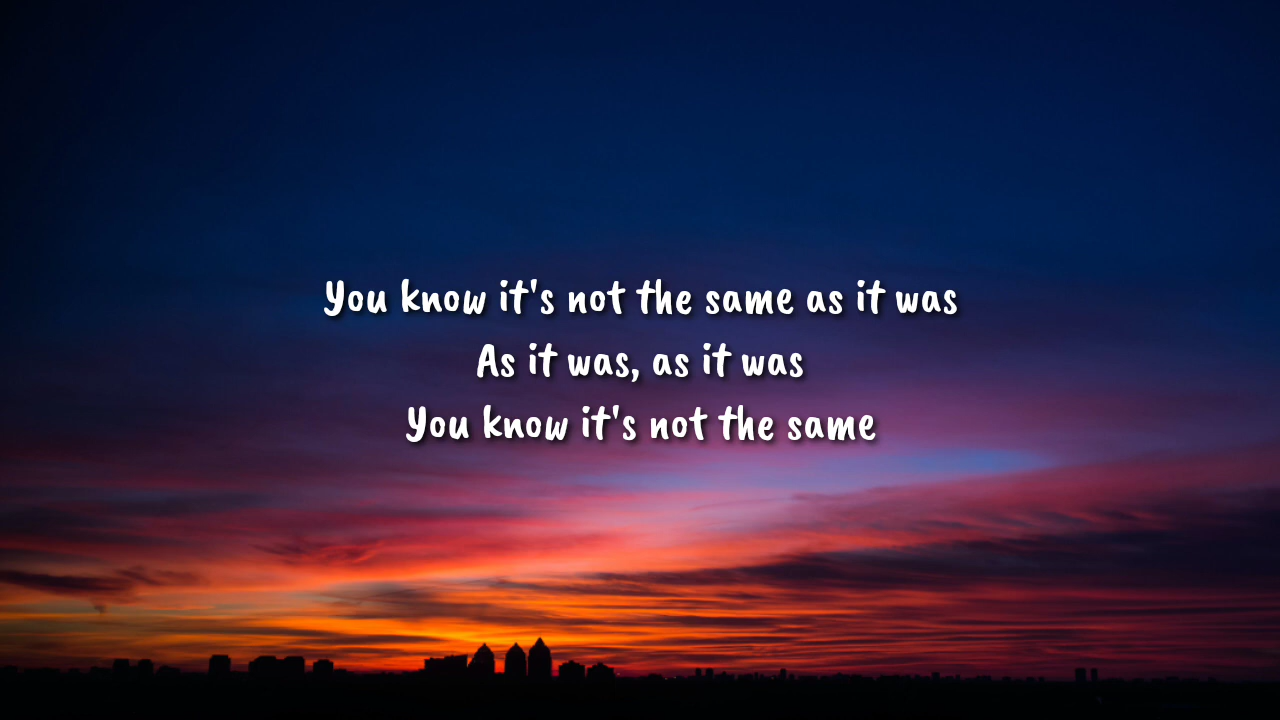 You know it's not the same as it was
As it was, as it was
You know it's not the same